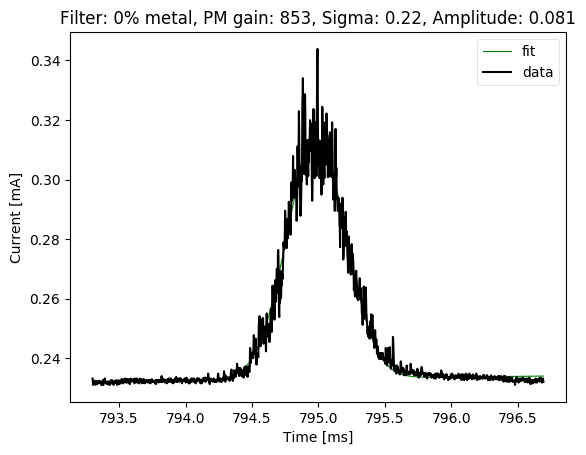 Filter: 0% metal, PM gain: 853, Sigma: 0.22, Amplitude: 0.081
fit
data
0.34
0.32
0.30
0.28
0.26
0.24
Current [mA]
793.5 794.0 794.5 795.0 795.5 796.0 796.5
Time [ms]